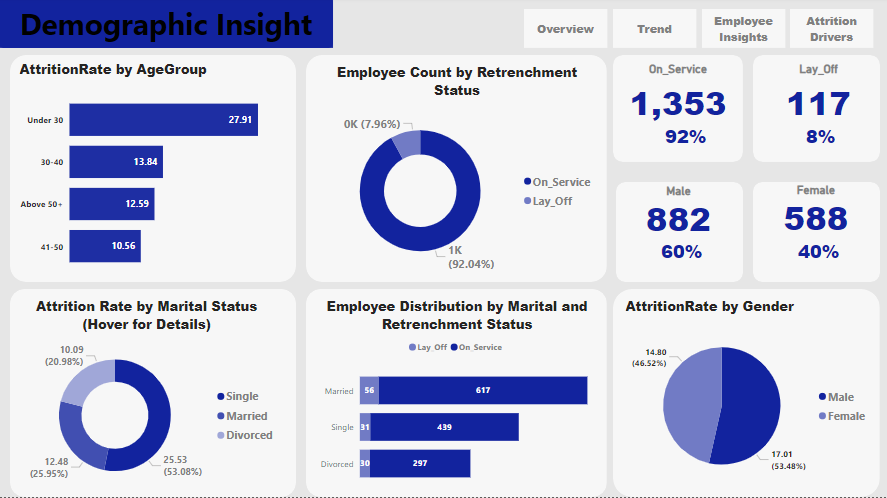 Demographic Insight
Overview
Trend
Employee
Insights
Attrition
Drivers
AttritionRate by AgeGroup
Under 30
27.91
30-40
13.84
Above 50+
12.59
41-50
10.56
Employee Count by Retrenchment
Status
0K (7.96%)
1K
(92.04%)
On_Service
Lay_Off
On_Service
1,353
92%
Lay_Off
117
8%
Male
882
60%
Female
588
40%
Attrition Rate by Marital Status
(Hover for Details)
10.09
(20.98%)
12.48
(25.95%)
25.53
(53.08%)
Single
Married
Divorced
Employee Distribution by Marital and
Retrenchment Status
Lay_Off On_Service
Married 56 617
Single 31 439
Divorced 30 297
AttritionRate by Gender
14.80
(46.52%)
17.01
(53.48%)
Male
Female